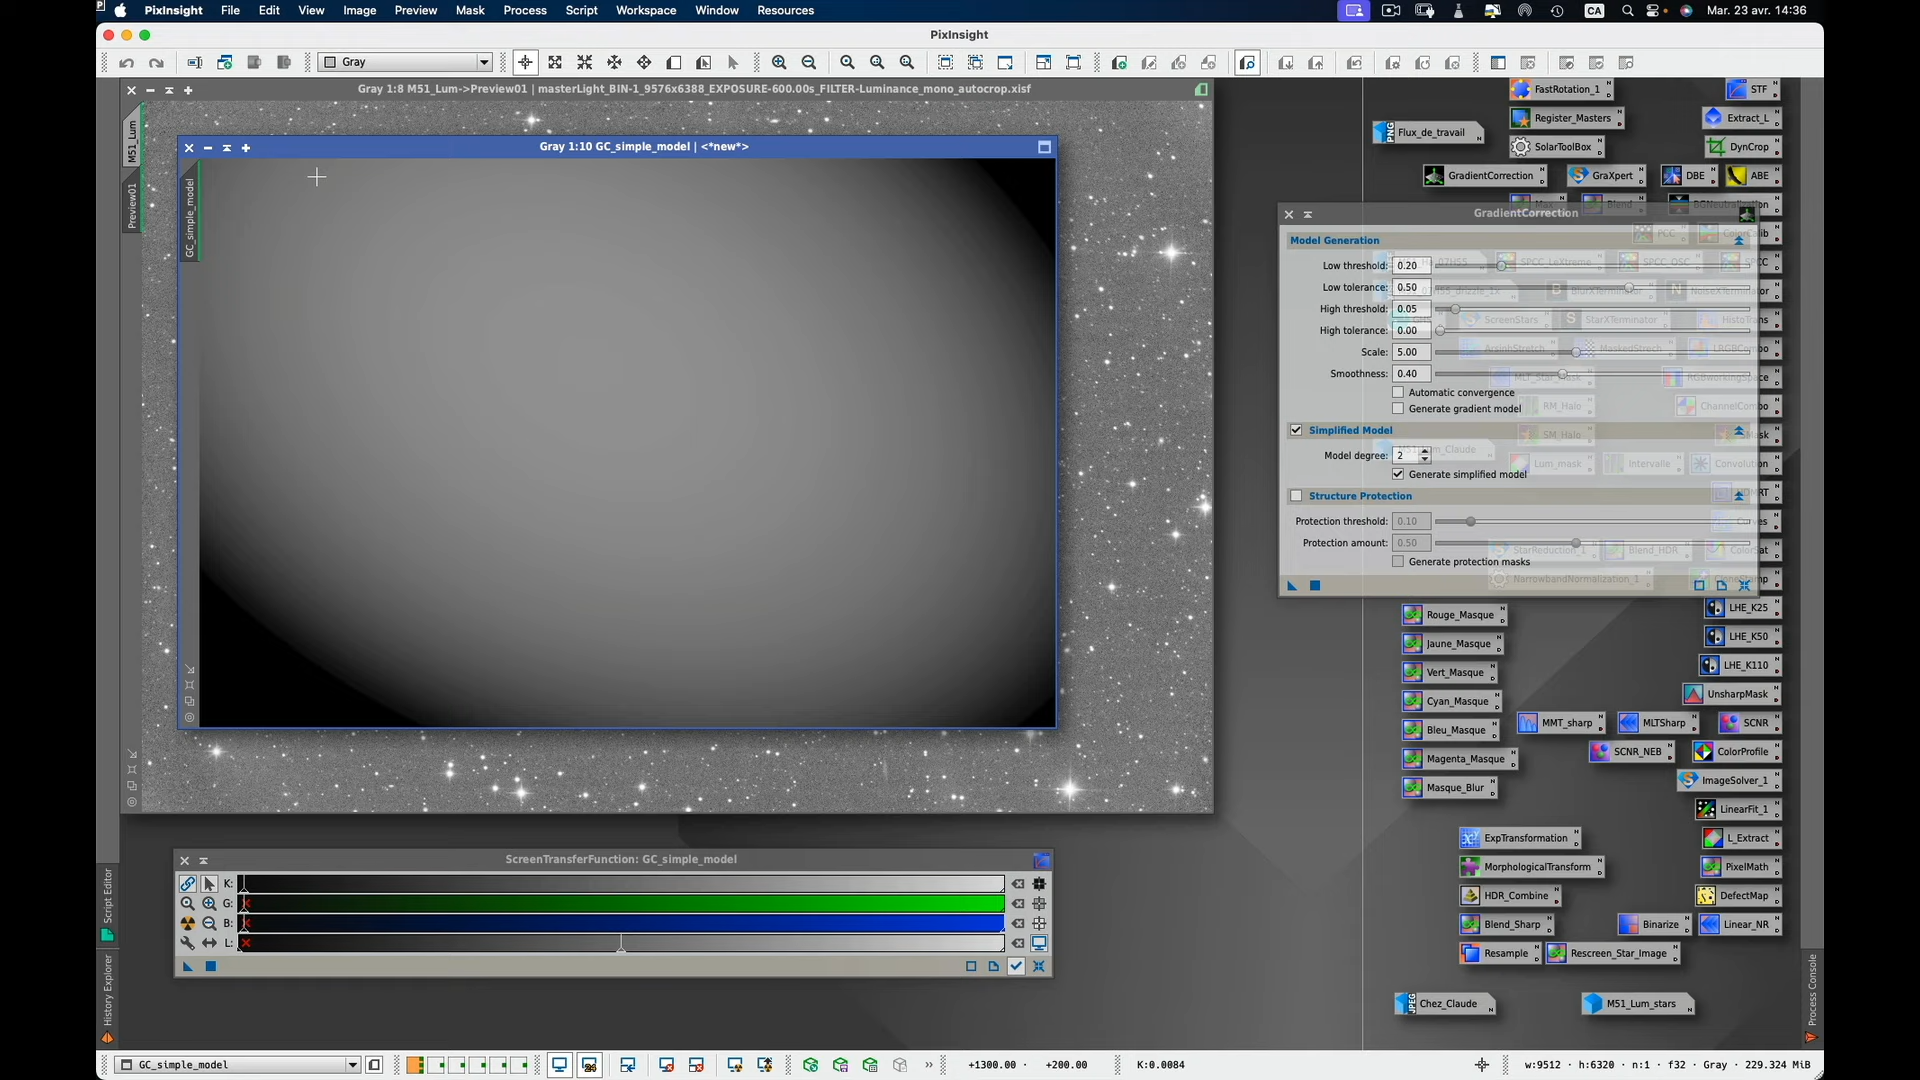 PixInsight File Edit View Image Preview Mask Process Script Workspace Window Resources CA Mar. 23 avr. 14:36
PixInsight
Gray
Gray 1:8 M51_Lum->Preview01 | masterLight_BIN-1_9576x6388_EXPOSURE-600.00s_FILTER-Luminance_mono_autocrop.xisf
M51_Lum
Preview01
Gray 1:10 GC_simple_model | <*new*>
GC_simple_model
FastRotation_1 STF
Flux_de_travail Register_Masters Extract_L
SolarToolBox DynCrop
GradientCorrection GraXpert DBE ABE
GradientCorrection
Model Generation
Low threshold: 0.20
Low tolerance: 0.50
High threshold: 0.05
High tolerance: 0.00
Scale: 5.00
Smoothness: 0.40
Automatic convergence
Generate gradient model
Simplified Model
Model degree: 2
Generate simplified model
Structure Protection
Protection threshold: 0.10
Protection amount: 0.50
Generate protection masks
Rouge_Masque LHE_K25
Jaune_Masque LHE_K50
Vert_Masque LHE_K110
Cyan_Masque UnsharpMask
Bleu_Masque MMT_sharp MLTSharp SCNR
Magenta_Masque SCNR_NEB ColorProfile
Masque_Blur ImageSolver_1
LinearFit_1
ExpTransformation L_Extract
MorphologicalTransform PixelMath
HDR_Combine DefectMap
Blend_Sharp Binarize Linear_NR
Resample Rescreen_Star_Image
Chez_Claude M51_Lum_stars
ScreenTransferFunction: GC_simple_model
K:
G:
B:
L:
Script Editor
History Explorer
Process Console
GC_simple_model +1300.00 · +200.00 K:0.0084 w:9512 · h:6320 · n:1 · f32 · Gray · 229.324 MiB